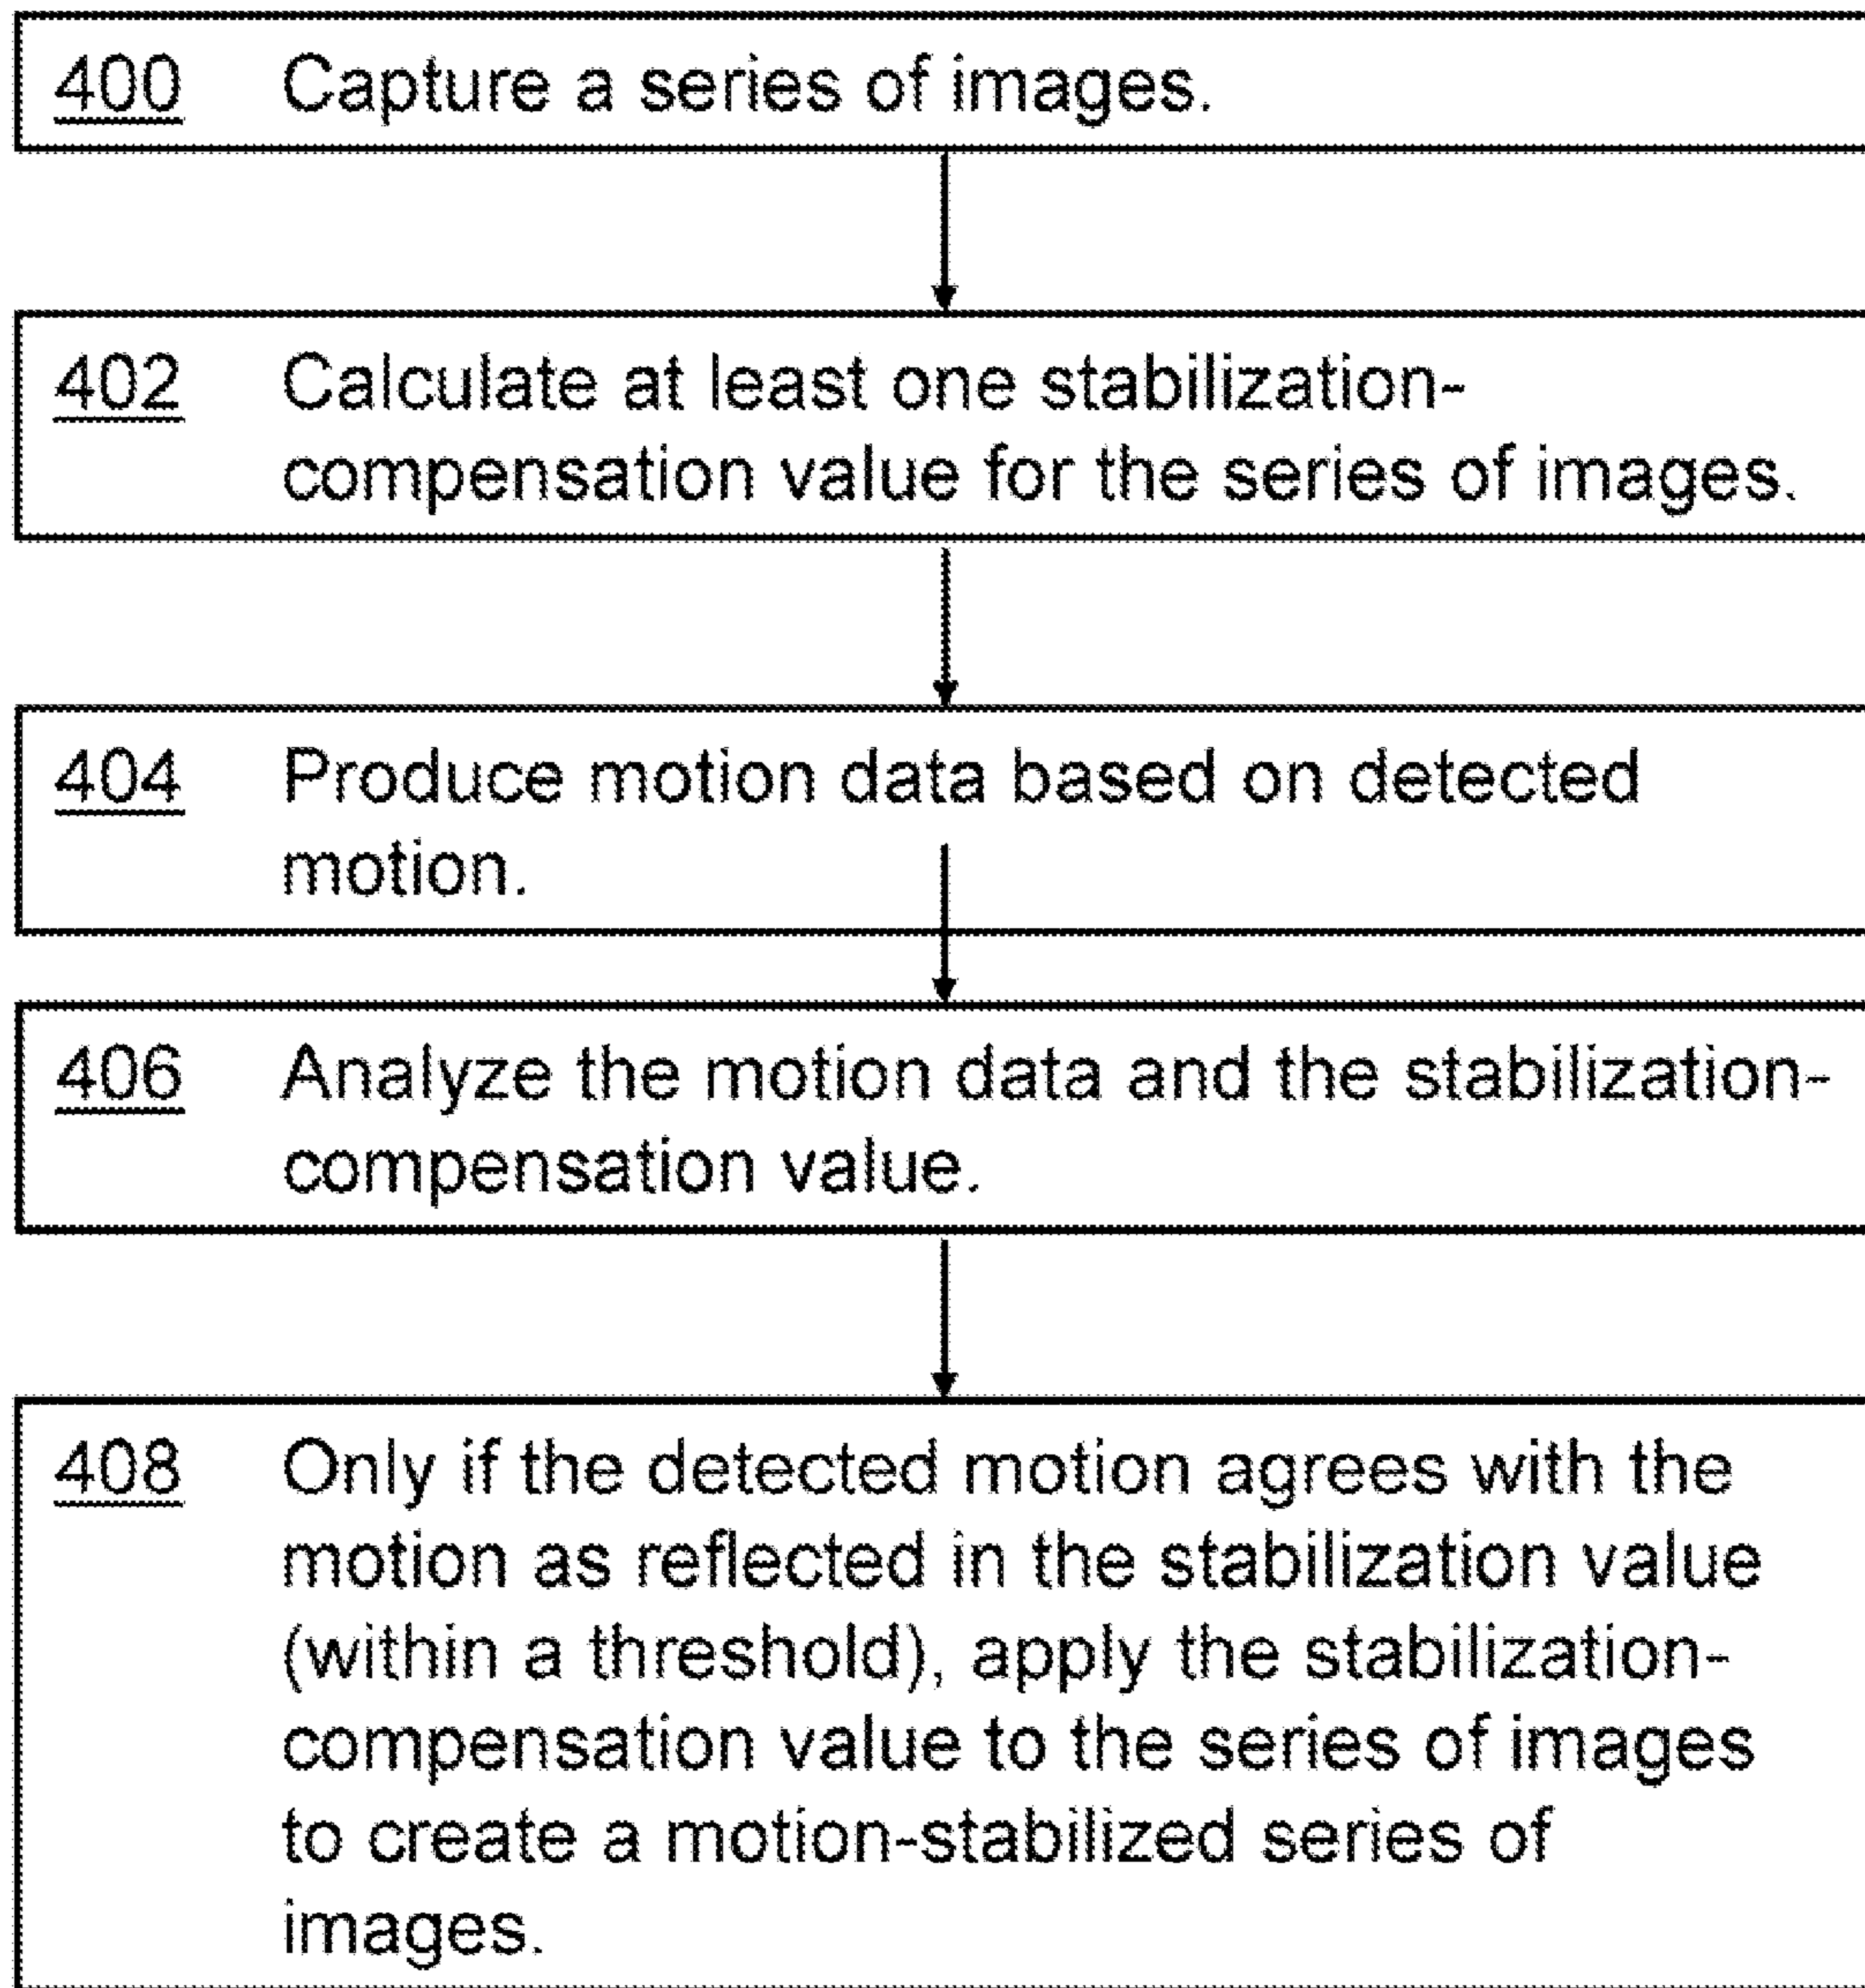 400 Capture a series of images.
402 Calculate at least one stabilization-
compensation value for the series of images.
404 Produce motion data based on detected
motion.
406 Analyze the motion data and the stabilization-
compensation value.
408 Only if the detected motion agrees with the
motion as reflected in the stabilization value
(within a threshold), apply the stabilization-
compensation value to the series of images
to create a motion-stabilized series of
images.